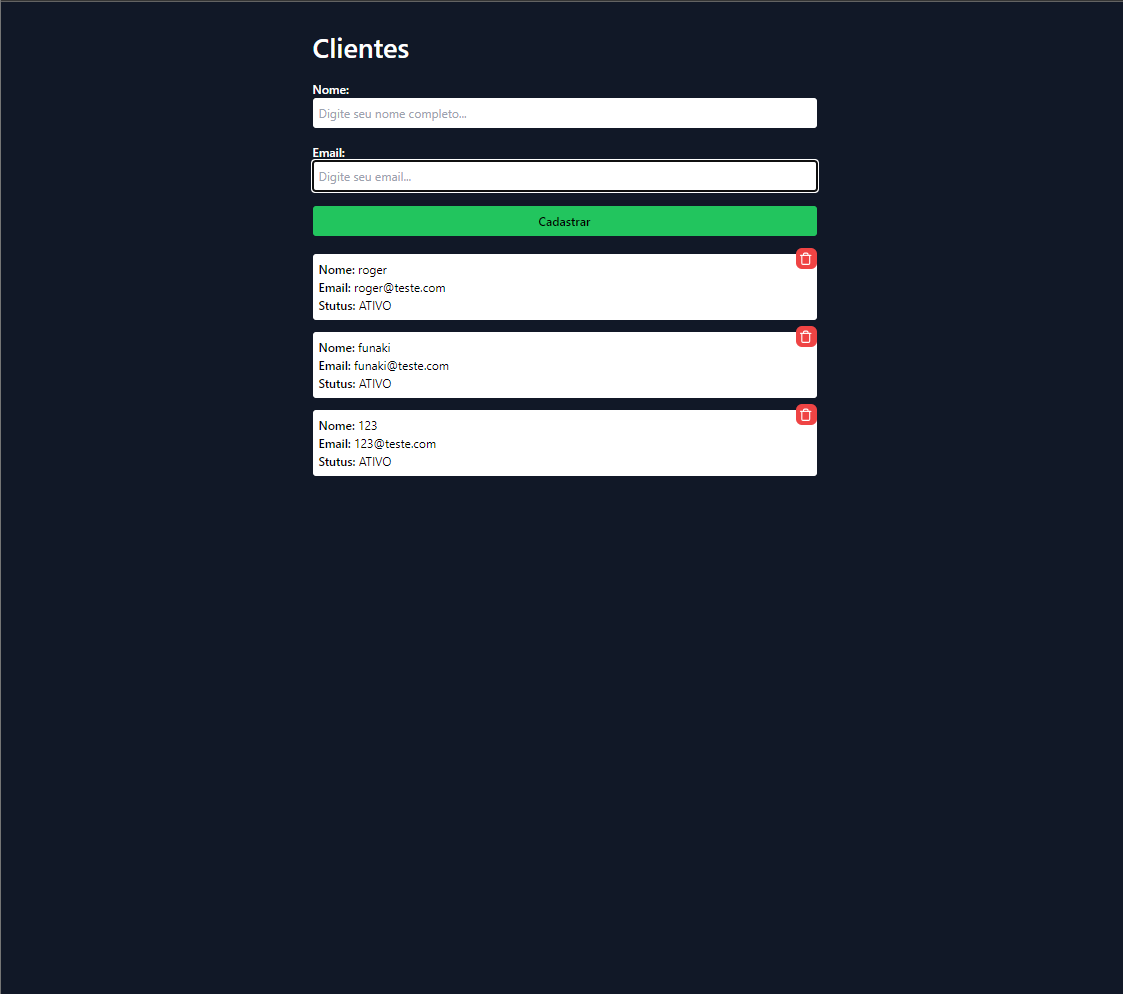 Clientes
Nome:
Digite seu nome completo...
Email:
Digite seu email...
Cadastrar
Nome: roger
Email: roger@teste.com
Stutus: ATIVO
Nome: funaki
Email: funaki@teste.com
Stutus: ATIVO
Nome: 123
Email: 123@teste.com
Stutus: ATIVO